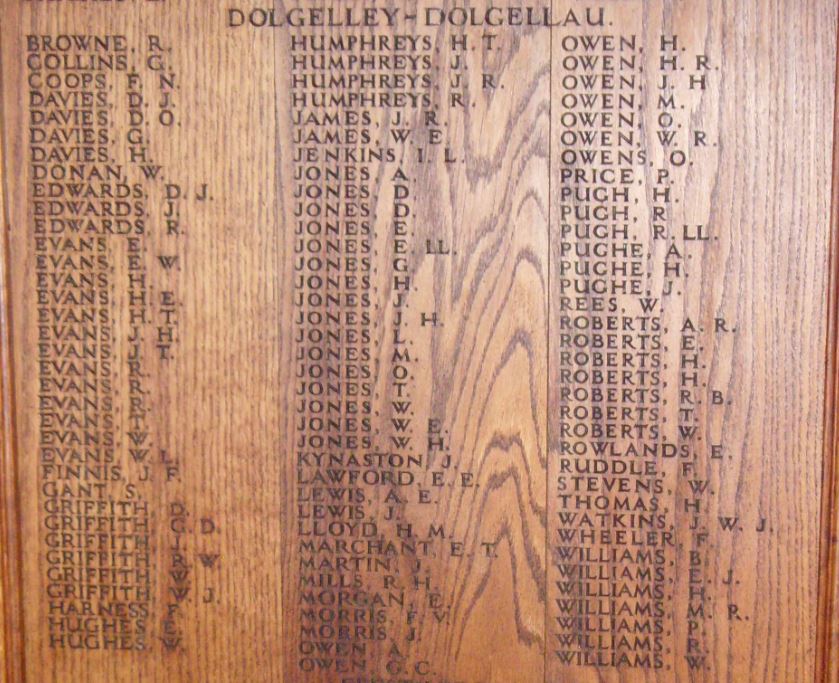 DOLGELLEY - DOLGELLAU.
BROWNE, R.
COLLINS, G.
COOPS, F. N.
DAVIES, D. J.
DAVIES, D. O.
DAVIES, G.
DAVIES, H.
DONAN, W.
EDWARDS, D. J.
EDWARDS, J.
EDWARDS, R.
EVANS, E.
EVANS, E. W.
EVANS, H.
EVANS, H. E.
EVANS, H. T.
EVANS, J. H.
EVANS, J. T.
EVANS, R.
EVANS, R.
EVANS, R.
EVANS, T.
EVANS, W.
EVANS, W. L.
FINNIS, J. F.
GANT, S.
GRIFFITH, D.
GRIFFITH, G. D.
GRIFFITH, J.
GRIFFITH, R. W.
GRIFFITH, W.
GRIFFITH, W. J.
HARNESS, F.
HUGHES, E.
HUGHES, W.
HUMPHREYS, H. T.
HUMPHREYS, J.
HUMPHREYS, J. R.
HUMPHREYS, R.
JAMES, J. R.
JAMES, W. E.
JENKINS, I. L.
JONES, A.
JONES, D.
JONES, D.
JONES, E.
JONES, E. LL.
JONES, G.
JONES, H.
JONES, J.
JONES, J. H.
JONES, L.
JONES, M.
JONES, O.
JONES, T.
JONES, W.
JONES, W. E.
JONES, W. H.
KYNASTON, J.
LAWFORD, E. E.
LEWIS, A. E.
LEWIS, J.
LLOYD, H. M.
MARCHANT, E. T.
MARTIN, J.
MILLS, R. H.
MORGAN, E.
MORRIS, F. V.
MORRIS, J.
OWEN, A.
OWEN, G. C.
OWEN, H.
OWEN, H. R.
OWEN, J. H
OWEN, M.
OWEN, O.
OWEN, W. R.
OWENS, O.
PRICE, P.
PUGH, H.
PUGH, R
PUGH, R. LL.
PUGHE, A.
PUGHE, H.
PUGHE, J.
REES, W.
ROBERTS, A. R.
ROBERTS, E.
ROBERTS, H.
ROBERTS, H.
ROBERTS, R. B.
ROBERTS, T.
ROBERTS, W.
ROWLANDS, E.
RUDDLE, F.
STEVENS, W.
THOMAS, H.
WATKINS, J. W. J.
WHEELER, F.
WILLIAMS, B.
WILLIAMS, E. J.
WILLIAMS, H.
WILLIAMS, M. R.
WILLIAMS, P.
WILLIAMS, R.
WILLIAMS, W.